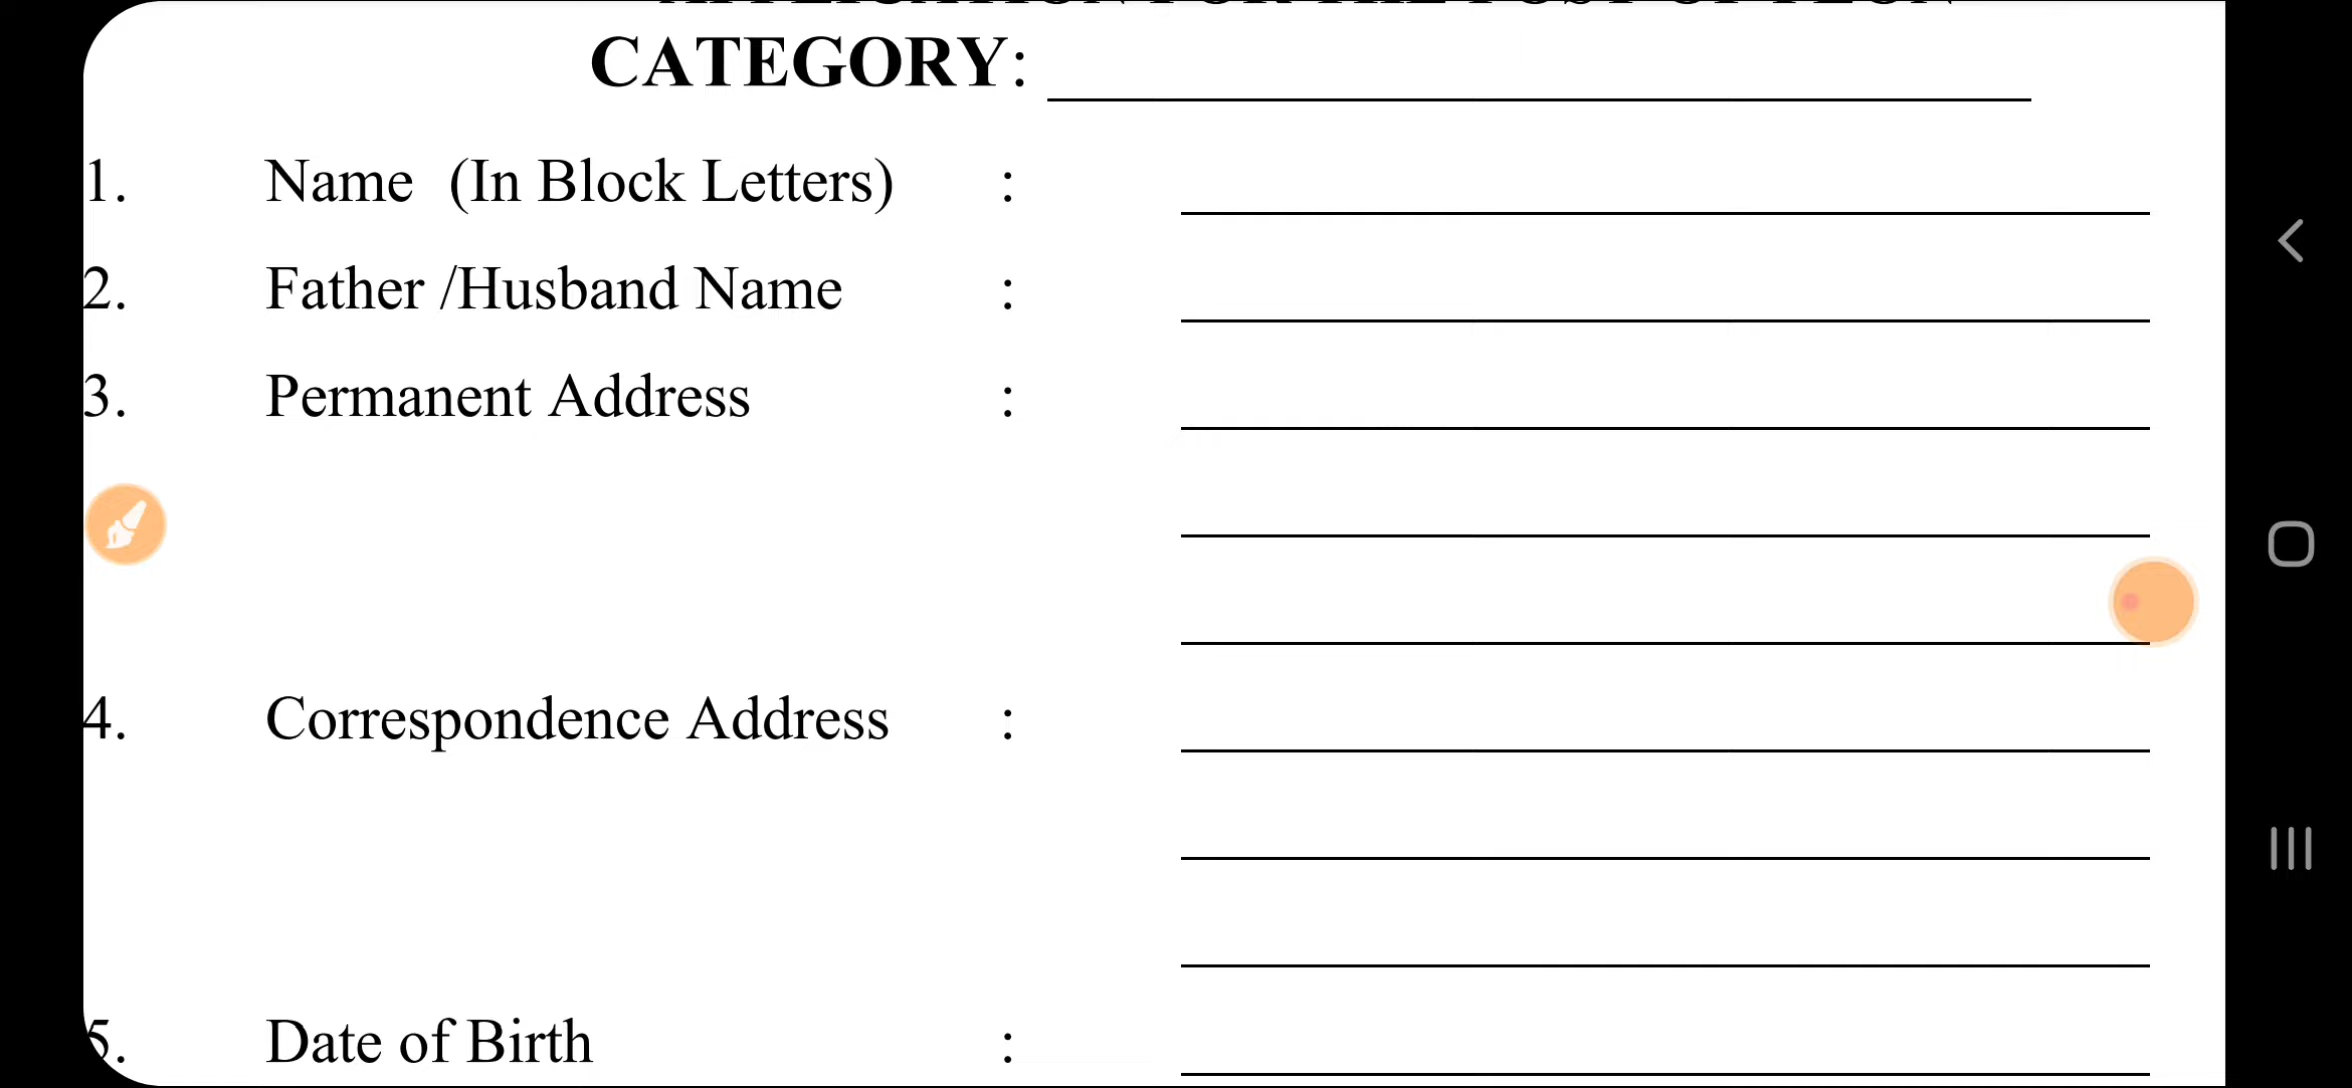 CATEGORY:
1. Name (In Block Letters) :
2. Father /Husband Name :
3. Permanent Address :
4. Correspondence Address :
5. Date of Birth :